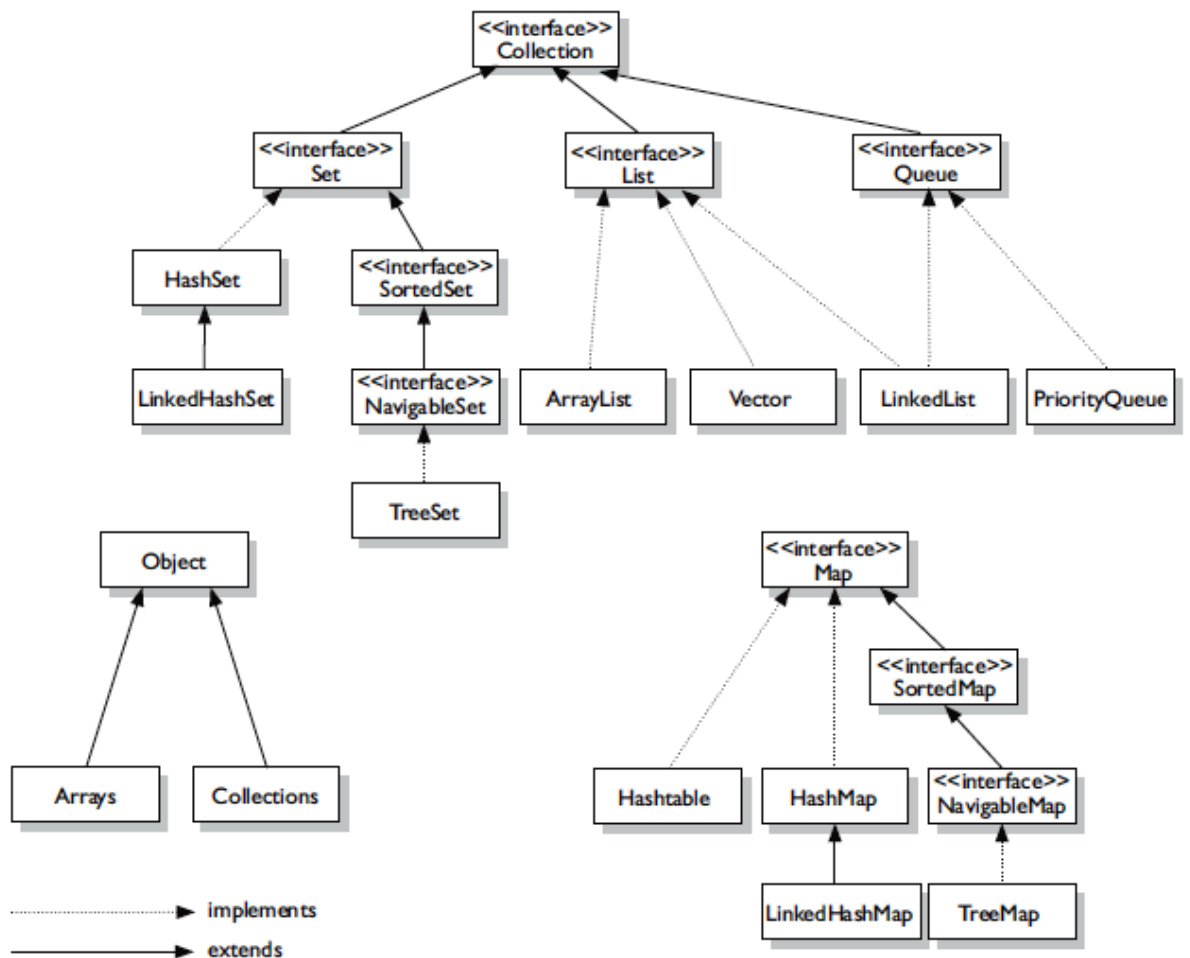 <<interface>>
Collection
<<interface>>
Set
<<interface>>
List
<<interface>>
Queue
HashSet
<<interface>>
SortedSet
LinkedHashSet
<<interface>>
NavigableSet
ArrayList
Vector
LinkedList
PriorityQueue
TreeSet
Object
<<interface>>
Map
<<interface>>
SortedMap
Arrays
Collections
Hashtable
HashMap
<<interface>>
NavigableMap
LinkedHashMap
TreeMap
implements
extends